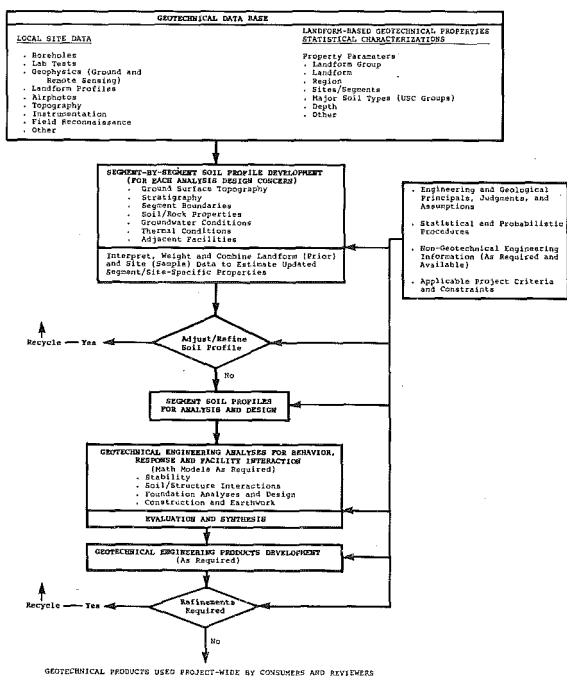 GEOTECHNICAL DATA BASE
LOCAL SITE DATA
. Boreholes
. Lab Tests
. Geophysics (Ground and
Remote Sensing)
. Landform Profiles
. Airphotos
. Topography
. Instrumentation
. Field Reconnaissance
. Other
LANDFORM-BASED GEOTECHNICAL PROPERTIES
STATISTICAL CHARACTERIZATIONS
Property Parameters
. Landform Group
. Landform
. Region
. Sites/Segments
. Major Soil Types (USC Groups)
. Depth
. Other
SEGMENT-BY-SEGMENT SOIL PROFILE DEVELOPMENT
(FOR EACH ANALYSIS DESIGN CONCERN)
. Ground Surface Topography
. Stratigraphy
. Segment Boundaries
. Soil/Rock Properties
. Groundwater Conditions
. Thermal Conditions
. Adjacent Facilities
Interpret, Weight and Combine Landform (Prior)
and Site (Sample) Data to Estimate Updated
Segment/Site-Specific Properties
. Engineering and Geological
Principals, Judgments, and
Assumptions
. Statistical and Probabilistic
Procedures
. Non-Geotechnical Engineering
Information (As Required and
Available)
. Applicable Project Criteria
and Constraints
Recycle — Yes
Adjust/Refine
Soil Profile
No
SEGMENT SOIL PROFILES
FOR ANALYSIS AND DESIGN
GEOTECHNICAL ENGINEERING ANALYSES FOR BEHAVIOR,
RESPONSE AND FACILITY INTERACTION
(Math Models As Required)
. Stability
. Soil/Structure Interactions
. Foundation Analyses and Design
. Construction and Earthwork
EVALUATION AND SYNTHESIS
GEOTECHNICAL ENGINEERING PRODUCTS DEVELOPMENT
(As Required)
Recycle — Yes
Refinements
Required
No
GEOTECHNICAL PRODUCTS USED PROJECT-WIDE BY CONSUMERS AND REVIEWERS